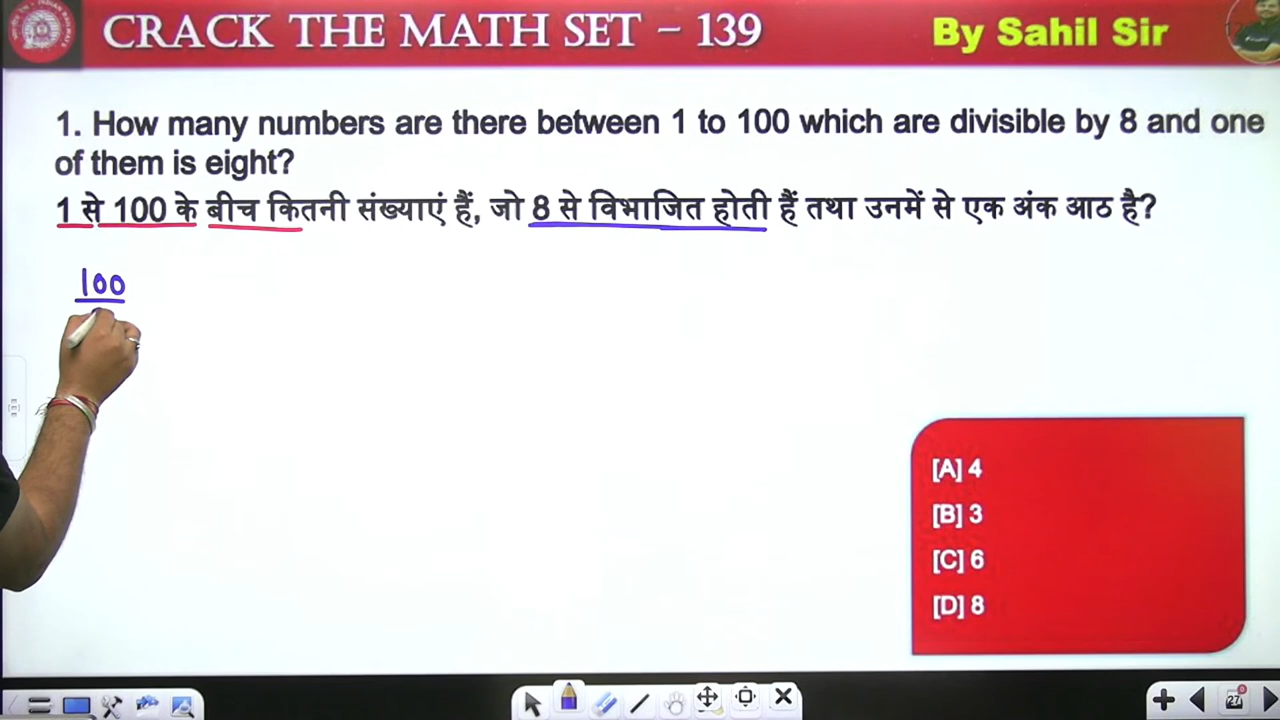 CRACK THE MATH SET – 139
By Sahil Sir
1. How many numbers are there between 1 to 100 which are divisible by 8 and one
of them is eight?
1 से 100 के बीच कितनी संख्याएं हैं, जो 8 से विभाजित होती हैं तथा उनमें से एक अंक आठ है?
100
[A] 4
[B] 3
[C] 6
[D] 8
27